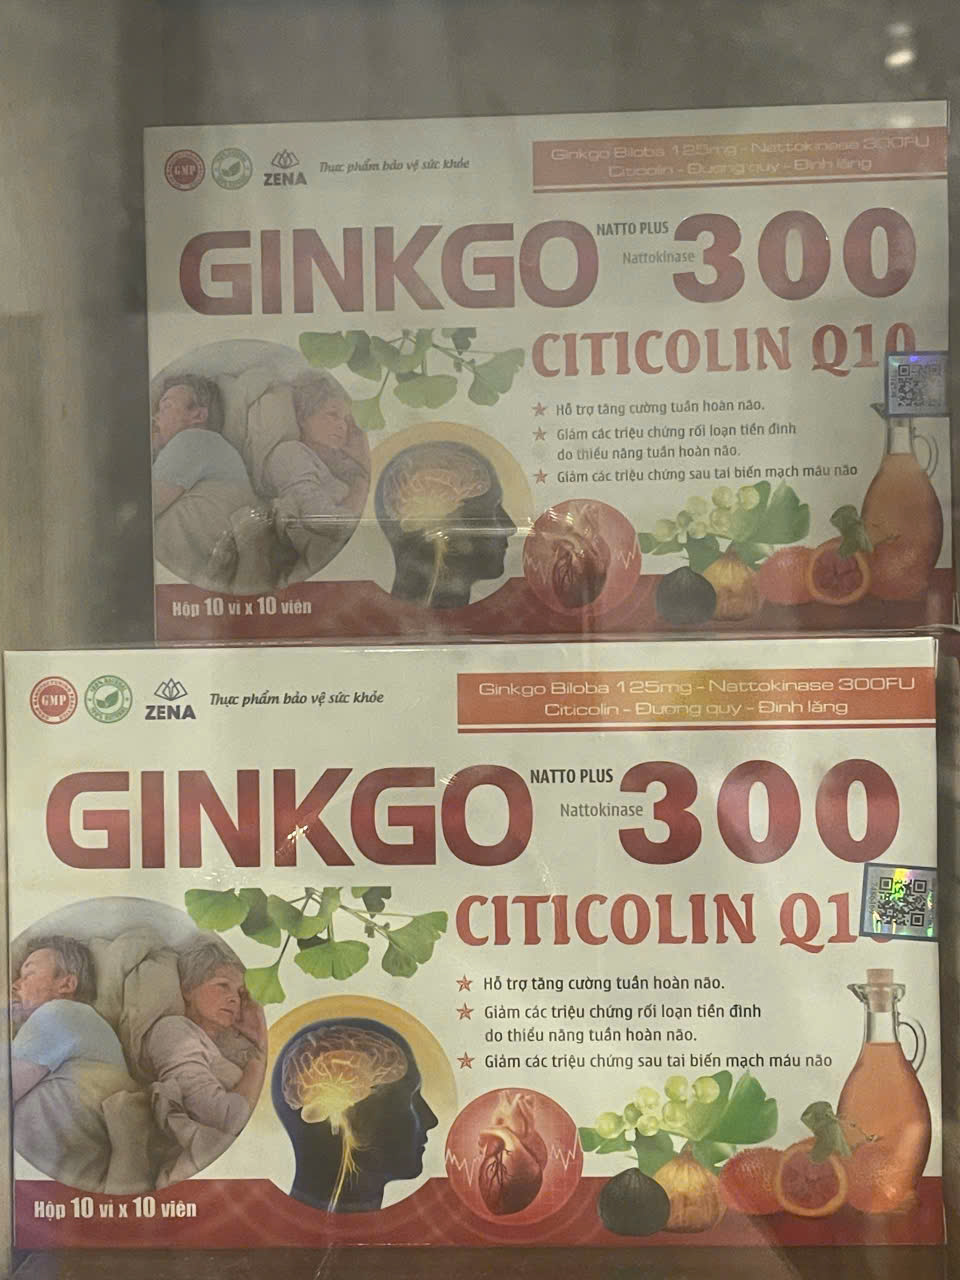 GMP
ZENA
Thực phẩm bảo vệ sức khỏe
Ginkgo Biloba 125mg - Nattokinase 300FU
Citicolin - Đương quy - Đinh lăng
GINKGO NATTO PLUS 300
Nattokinase
CITICOLIN Q10
Hỗ trợ tăng cường tuần hoàn não.
Giảm các triệu chứng rối loạn tiền đình
do thiểu năng tuần hoàn não.
Giảm các triệu chứng sau tai biến mạch máu não
Hộp 10 vỉ x 10 viên
GMP
ZENA
Thực phẩm bảo vệ sức khỏe
Ginkgo Biloba 125mg - Nattokinase 300FU
Citicolin - Đương quy - Đinh lăng
GINKGO NATTO PLUS 300
Nattokinase
CITICOLIN Q10
Hỗ trợ tăng cường tuần hoàn não.
Giảm các triệu chứng rối loạn tiền đình
do thiểu năng tuần hoàn não.
Giảm các triệu chứng sau tai biến mạch máu não
Hộp 10 vỉ x 10 viên